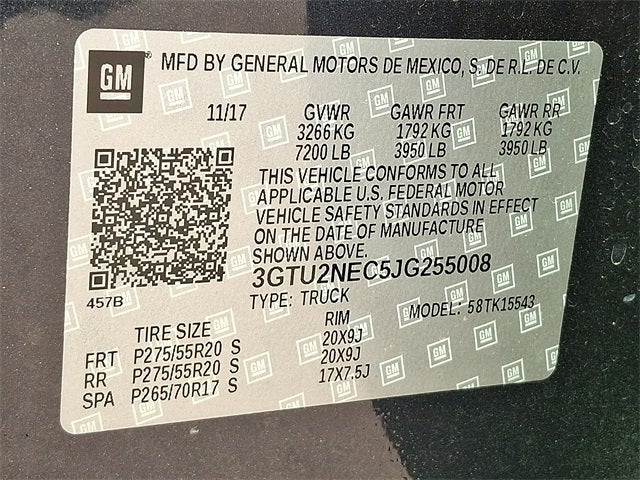 GM MFD BY GENERAL MOTORS DE MEXICO, S. DE R.L. DE C.V.
11/17 GVWR GAWR FRT GAWR RR
3266 KG 1792 KG 1792 KG
7200 LB 3950 LB 3950 LB
THIS VEHICLE CONFORMS TO ALL
APPLICABLE U.S. FEDERAL MOTOR
VEHICLE SAFETY STANDARDS IN EFFECT
ON THE DATE OF MANUFACTURE
SHOWN ABOVE.
3GTU2NEC5JG255008
457B TYPE: TRUCK MODEL: 58TK15543
TIRE SIZE RIM
FRT P275/55R20 S 20X9J
RR P275/55R20 S 20X9J
SPA P265/70R17 S 17X7.5J